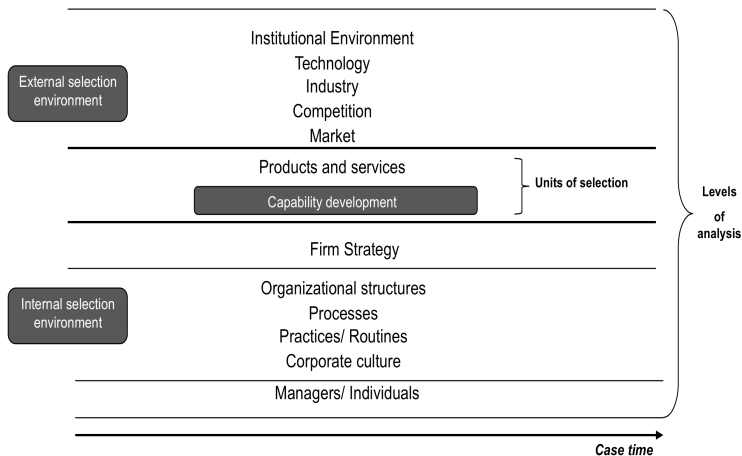 Institutional Environment
Technology
Industry
Competition
Market
External selection
environment
Products and services
Capability development
Units of selection
Levels
of
analysis
Firm Strategy
Organizational structures
Processes
Practices/ Routines
Corporate culture
Internal selection
environment
Managers/ Individuals
Case time